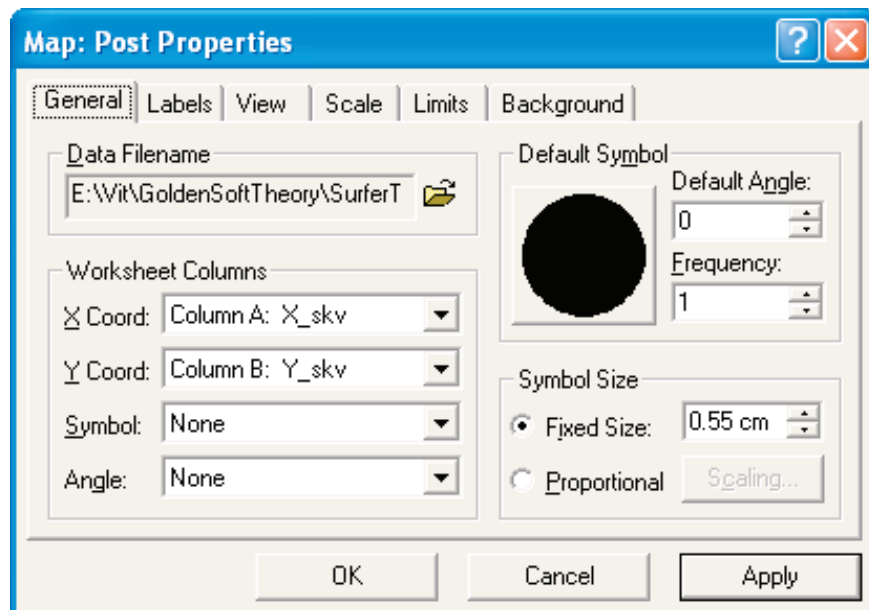 Map: Post Properties
General Labels View Scale Limits Background
Data Filename
E:\Vit\GoldenSoftTheory\SurferT
Worksheet Columns
X Coord: Column A: X_skv
Y Coord: Column B: Y_skv
Symbol: None
Angle: None
Default Symbol
Default Angle:
0
Frequency:
1
Symbol Size
Fixed Size: 0.55 cm
Proportional Scaling...
OK Cancel Apply